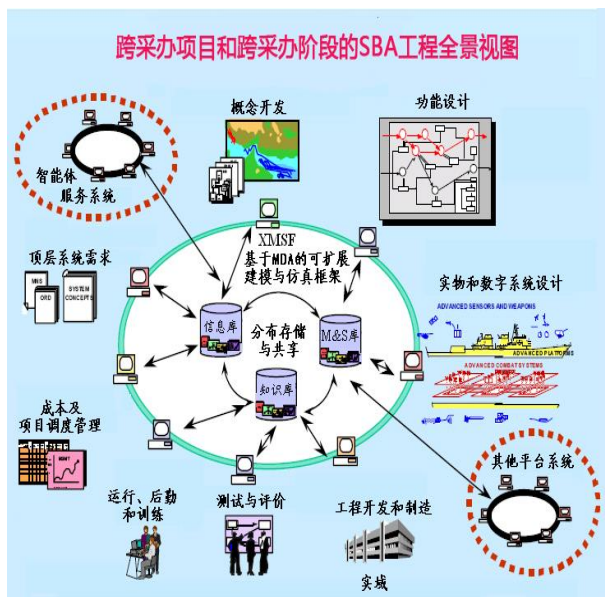 跨采办项目和跨采办阶段的SBA工程全景视图
概念开发
功能设计
智能体
服务系统
XMSF
基于MDA的可扩展
建模与仿真框架
顶层系统需求
MNS
ORD
SYSTEM
CONCEPTS
实物和数字系统设计
ADVANCED SENSORS AND WEAPONS
ADVANCED PLATFORMS
ADVANCED COMBAT SYSTEMS
信息库
分布存储
与共享
M&S库
知识库
成本及
项目调度管理
其他平台系统
运行、后勤
和训练
测试与评价
工程开发和制造
实域